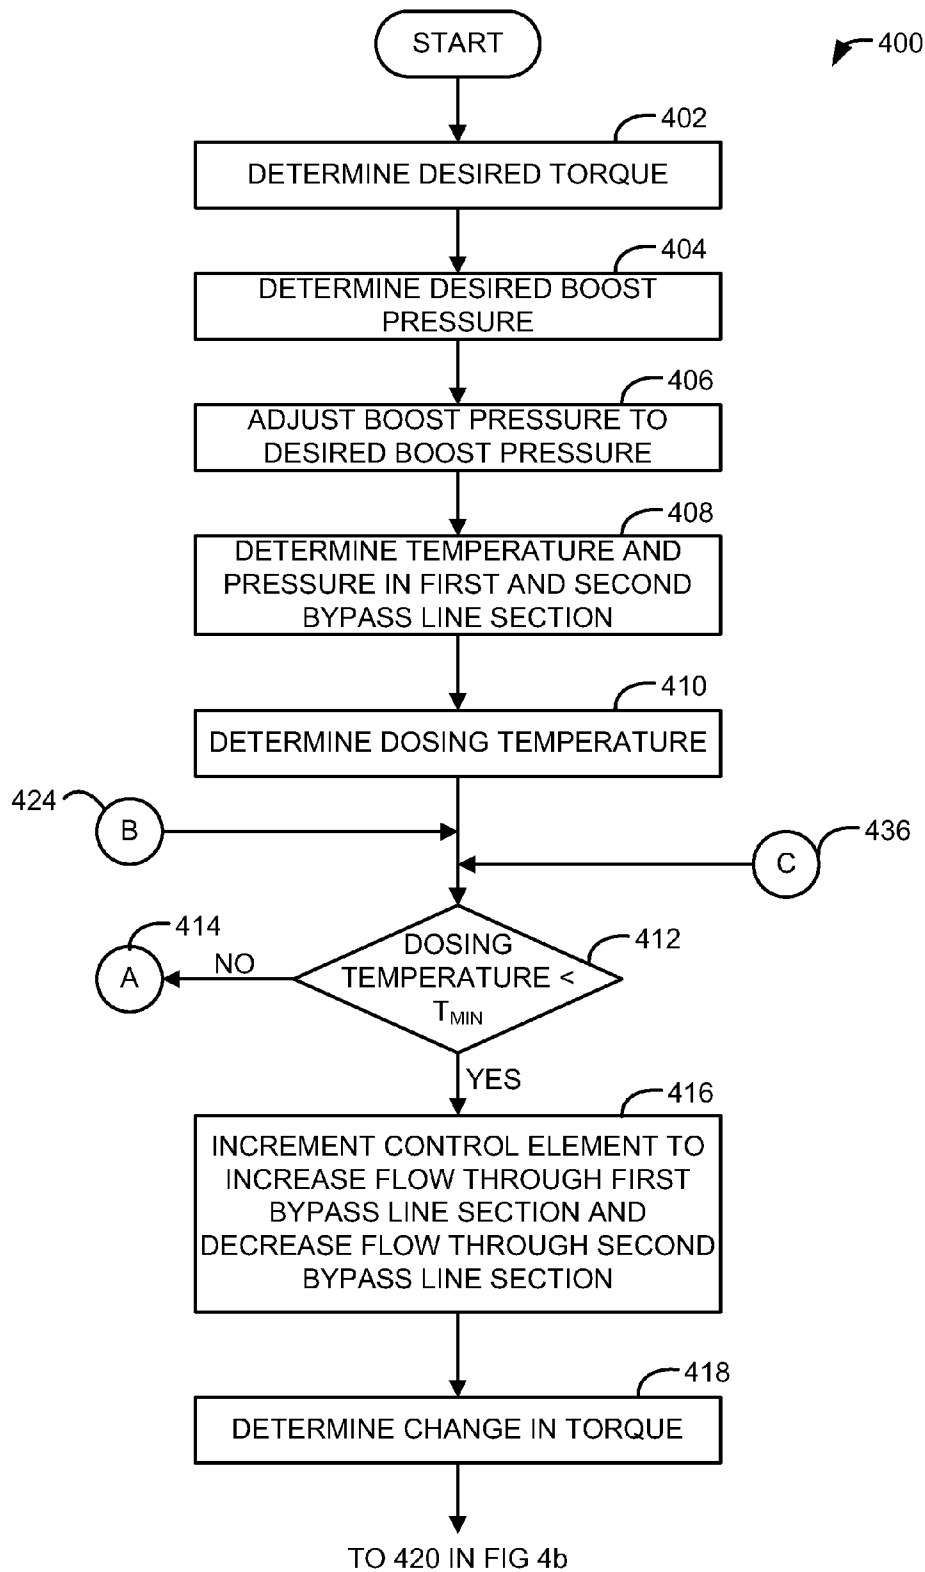 START
400
402
DETERMINE DESIRED TORQUE
404
DETERMINE DESIRED BOOST
PRESSURE
406
ADJUST BOOST PRESSURE TO
DESIRED BOOST PRESSURE
408
DETERMINE TEMPERATURE AND
PRESSURE IN FIRST AND SECOND
BYPASS LINE SECTION
410
DETERMINE DOSING TEMPERATURE
424
B
436
C
414
A
NO
412
DOSING
TEMPERATURE <
TMIN
YES
416
INCREMENT CONTROL ELEMENT TO
INCREASE FLOW THROUGH FIRST
BYPASS LINE SECTION AND
DECREASE FLOW THROUGH SECOND
BYPASS LINE SECTION
418
DETERMINE CHANGE IN TORQUE
TO 420 IN FIG 4b